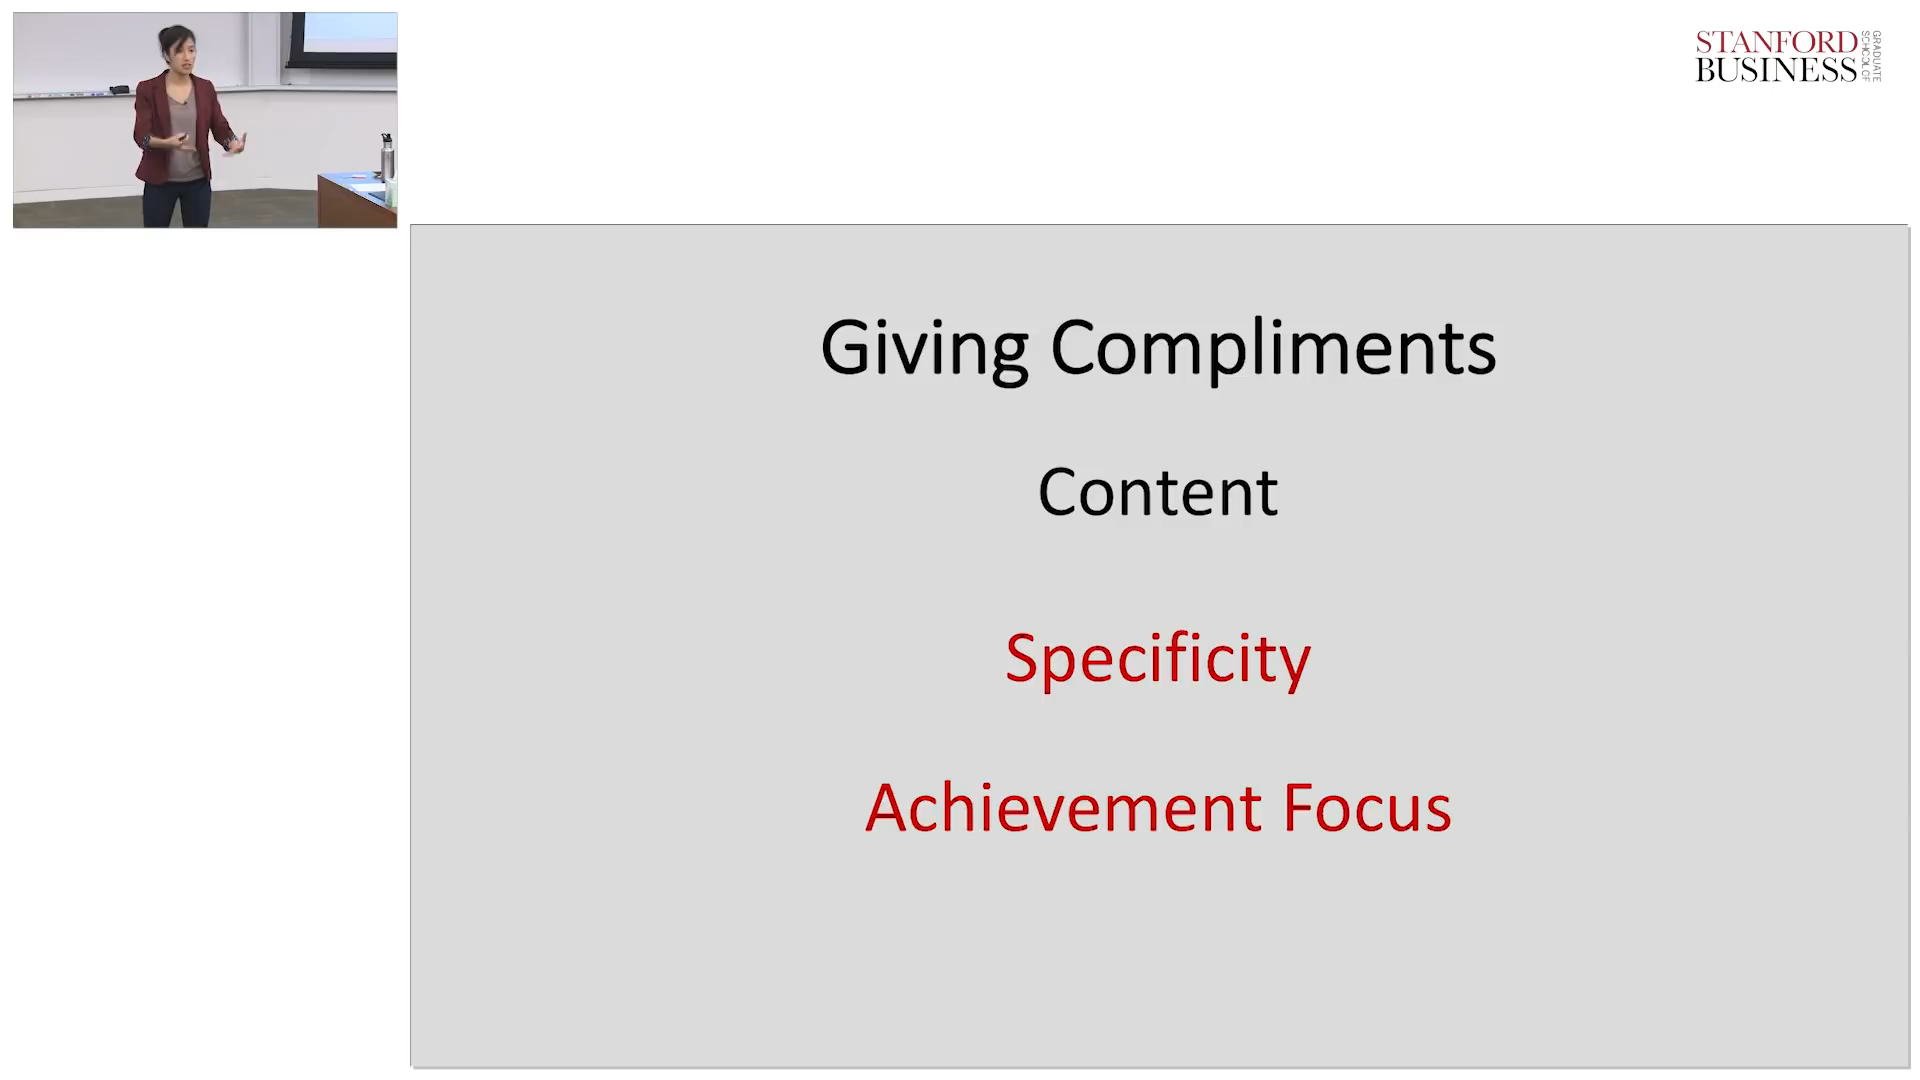 STANFORD
BUSINESS
GRADUATE
SCHOOL OF
Giving Compliments
Content
Specificity
Achievement Focus